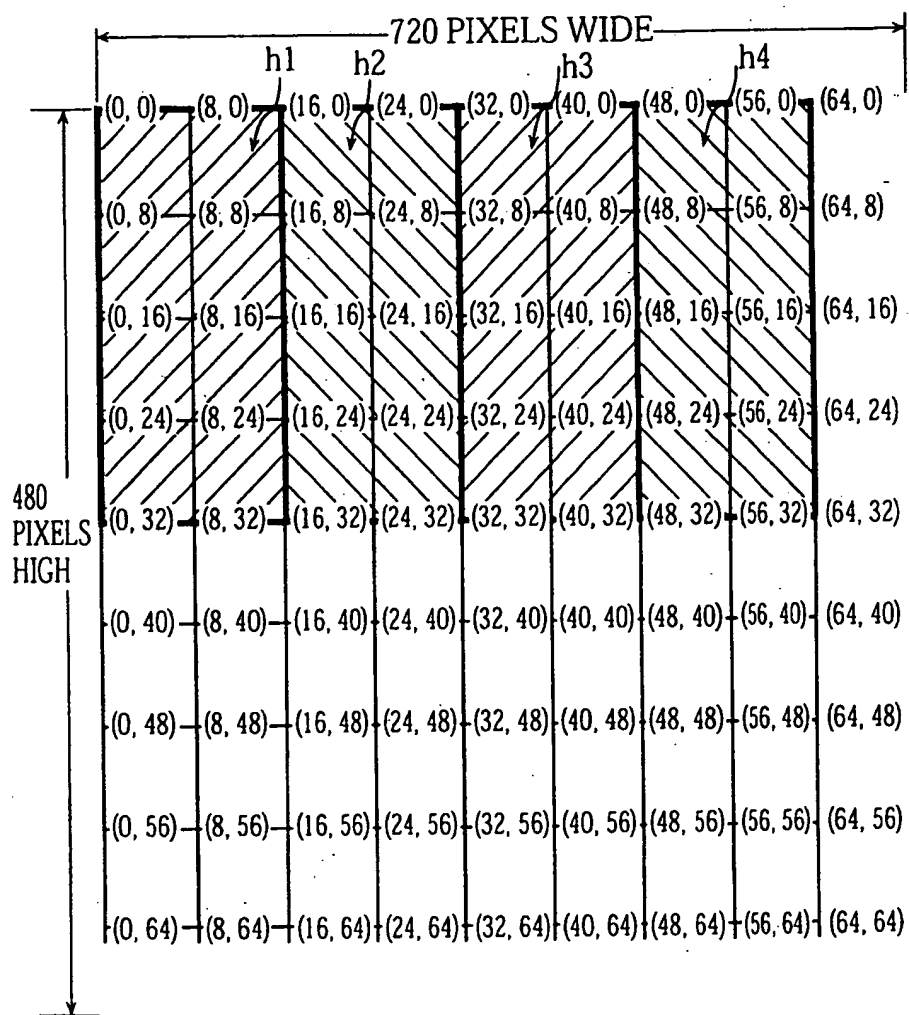 720 PIXELS WIDE
h1 h2 h3 h4
(0, 0) (8, 0) (16, 0) (24, 0) (32, 0) (40, 0) (48, 0) (56, 0) (64, 0)
(0, 8) (8, 8) (16, 8) (24, 8) (32, 8) (40, 8) (48, 8) (56, 8) (64, 8)
(0, 16) (8, 16) (16, 16) (24, 16) (32, 16) (40, 16) (48, 16) (56, 16) (64, 16)
(0, 24) (8, 24) (16, 24) (24, 24) (32, 24) (40, 24) (48, 24) (56, 24) (64, 24)
480
PIXELS
HIGH
(0, 32) (8, 32) (16, 32) (24, 32) (32, 32) (40, 32) (48, 32) (56, 32) (64, 32)
(0, 40) (8, 40) (16, 40) (24, 40) (32, 40) (40, 40) (48, 40) (56, 40) (64, 40)
(0, 48) (8, 48) (16, 48) (24, 48) (32, 48) (40, 48) (48, 48) (56, 48) (64, 48)
(0, 56) (8, 56) (16, 56) (24, 56) (32, 56) (40, 56) (48, 56) (56, 56) (64, 56)
(0, 64) (8, 64) (16, 64) (24, 64) (32, 64) (40, 64) (48, 64) (56, 64) (64, 64)